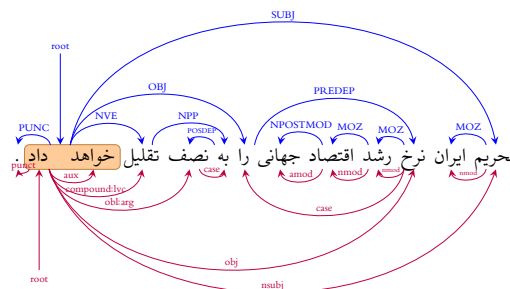 SUBJ
root
OBJ
PREDEP
PUNC NVE NPP POSDEP NPOSTMOD MOZ MOZ MOZ
حریم ایران نرخ رشد اقتصاد جهانی را به نصف تقلیل خواهد داد .
punct aux case amod nmod nmod nmod
compound:lvc
obl:arg
case
obj
root
nsubj